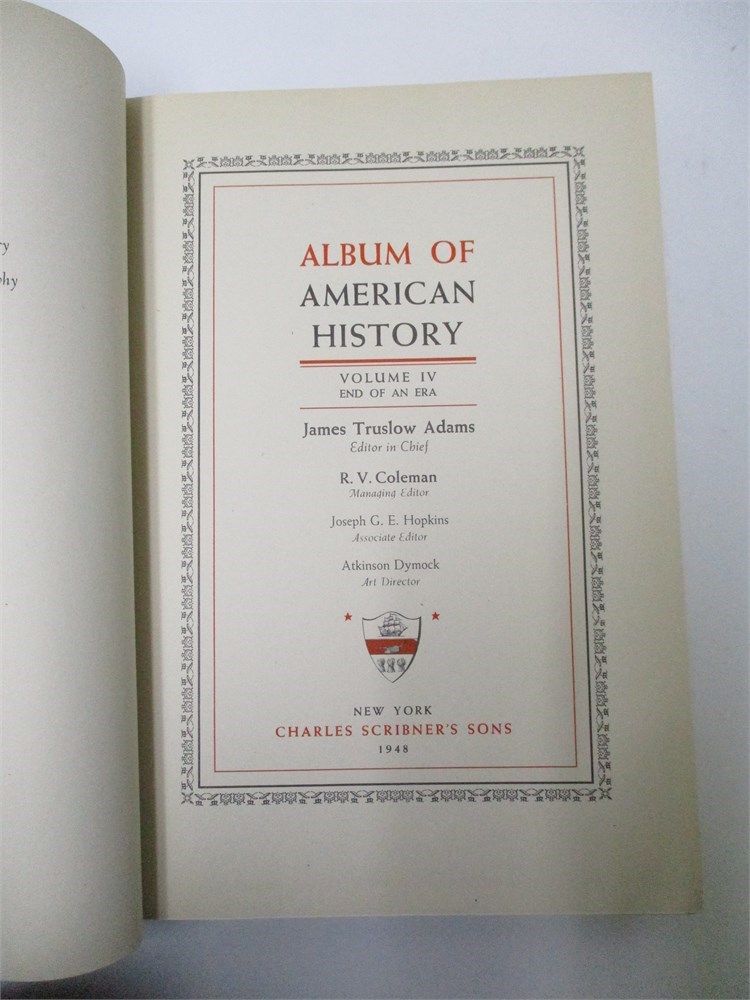 ALBUM OF
AMERICAN
HISTORY
VOLUME IV
END OF AN ERA
James Truslow Adams
Editor in Chief
R. V. Coleman
Managing Editor
Joseph G. E. Hopkins
Associate Editor
Atkinson Dymock
Art Director
NEW YORK
CHARLES SCRIBNER'S SONS
1948